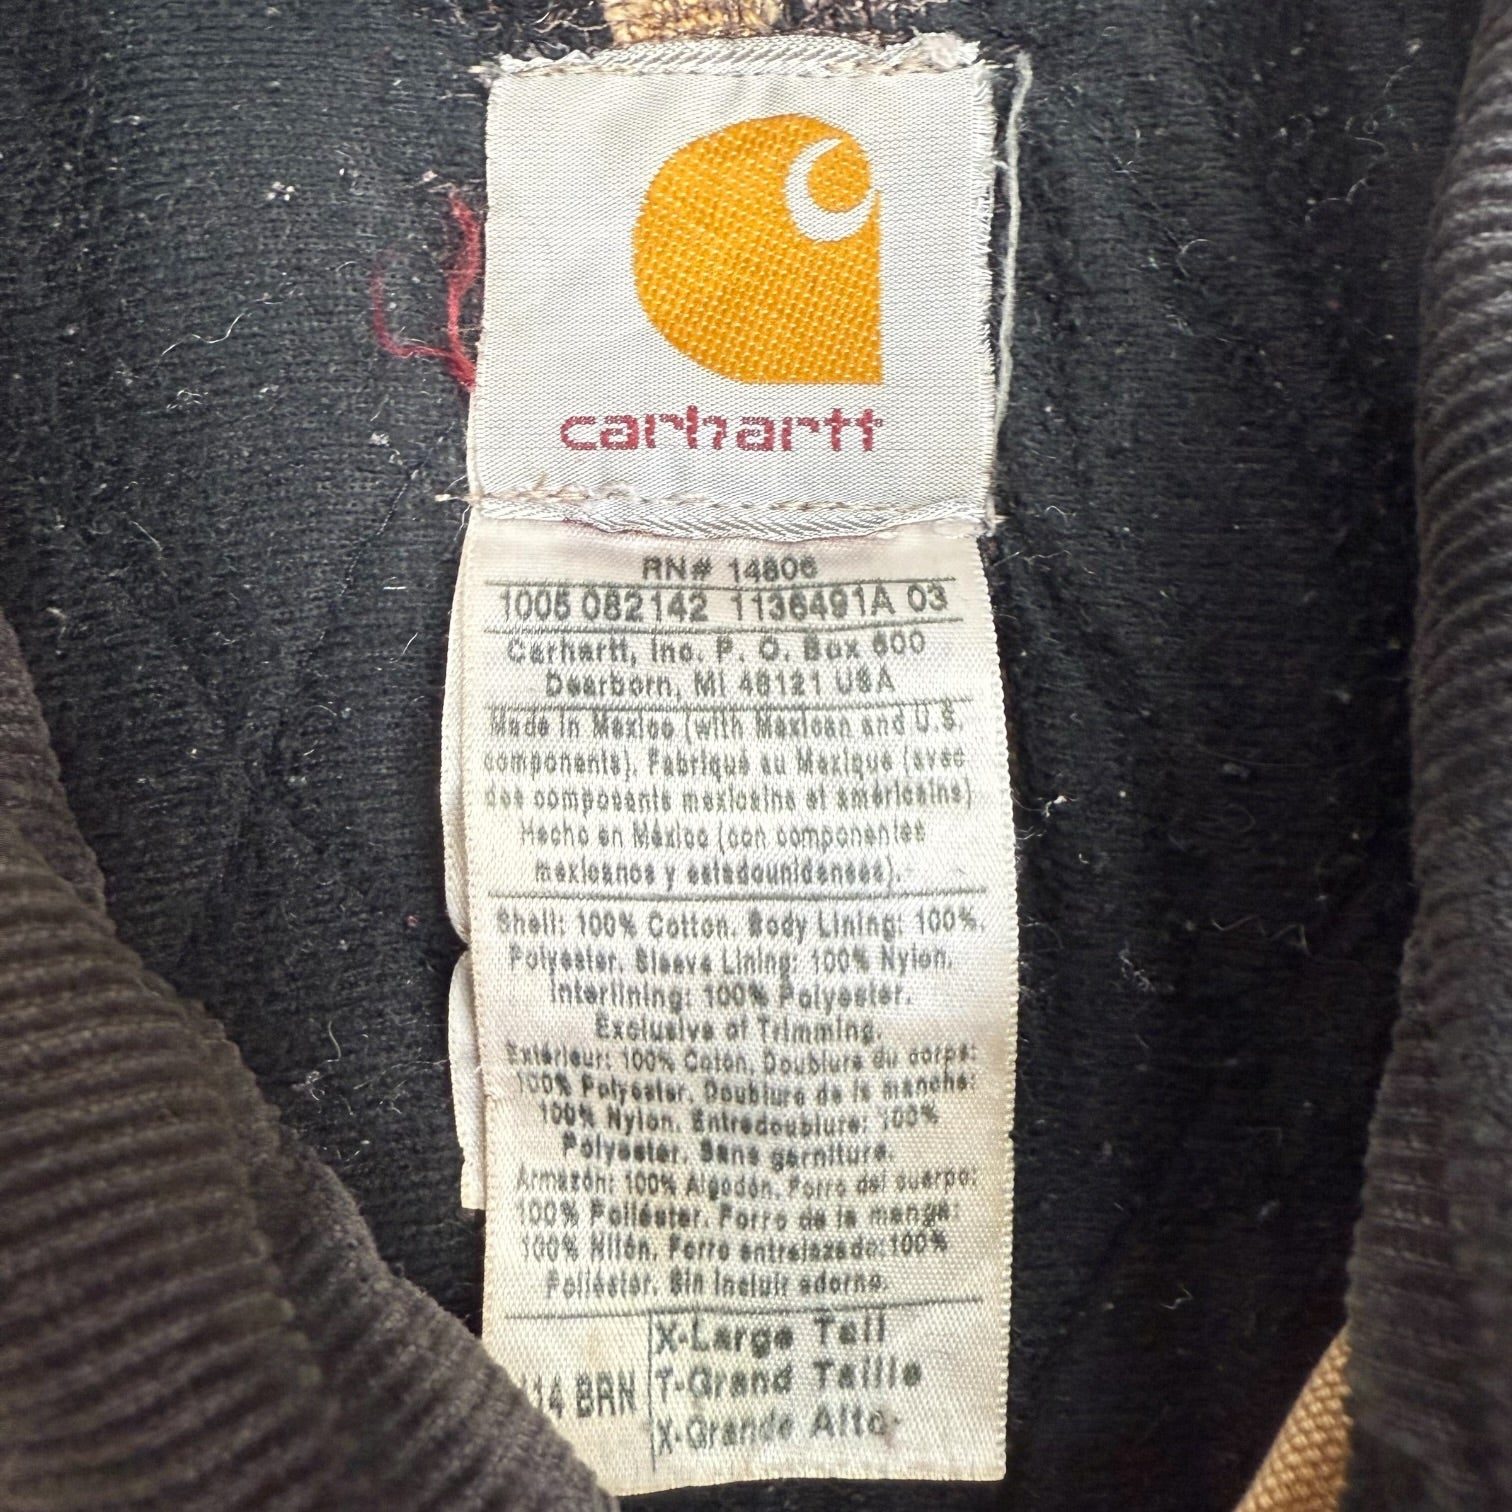 carhartt
RN# 14806
1005 082142 1136491A 03
Carhartt, Inc. P. O. Box 600
Dearborn, MI 48121 USA
Made in Mexico (with Mexican and U.S.
components). Fabriqué au Mexique (avec
des composants mexicains et américains)
Hecho en México (con componentes
mexicanos y estadounidenses).
Shell: 100% Cotton. Body Lining: 100%
Polyester. Sleeve Lining: 100% Nylon.
Interlining: 100% Polyester.
Exclusive of Trimming.
Extérieur: 100% Coton. Doublure du corps:
100% Polyester. Doublure de la manche:
100% Nylon. Entredoublure: 100%
Polyester. Sans garniture.
Armazón: 100% Algodón. Forro del cuerpo:
100% Poliéster. Forro de la manga:
100% Nilón. Forro entrelazado: 100%
Poliéster. Sin incluir adorno.
X-Large Tall
14 BRN T-Grand Taille
X-Grande Alto